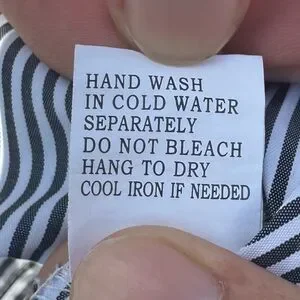 HAND WASH
IN COLD WATER
SEPARATELY
DO NOT BLEACH
HANG TO DRY
COOL IRON IF NEEDED